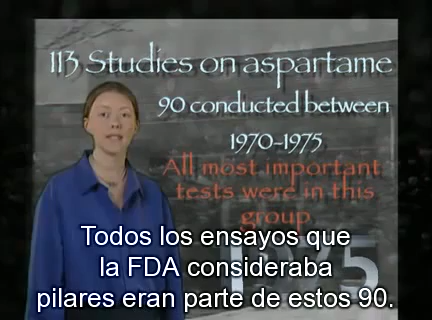 113 Studies on aspartame
90 conducted between
1970-1975
All most important
tests were in this
group
1975
Todos los ensayos que
la FDA consideraba
pilares eran parte de estos 90.